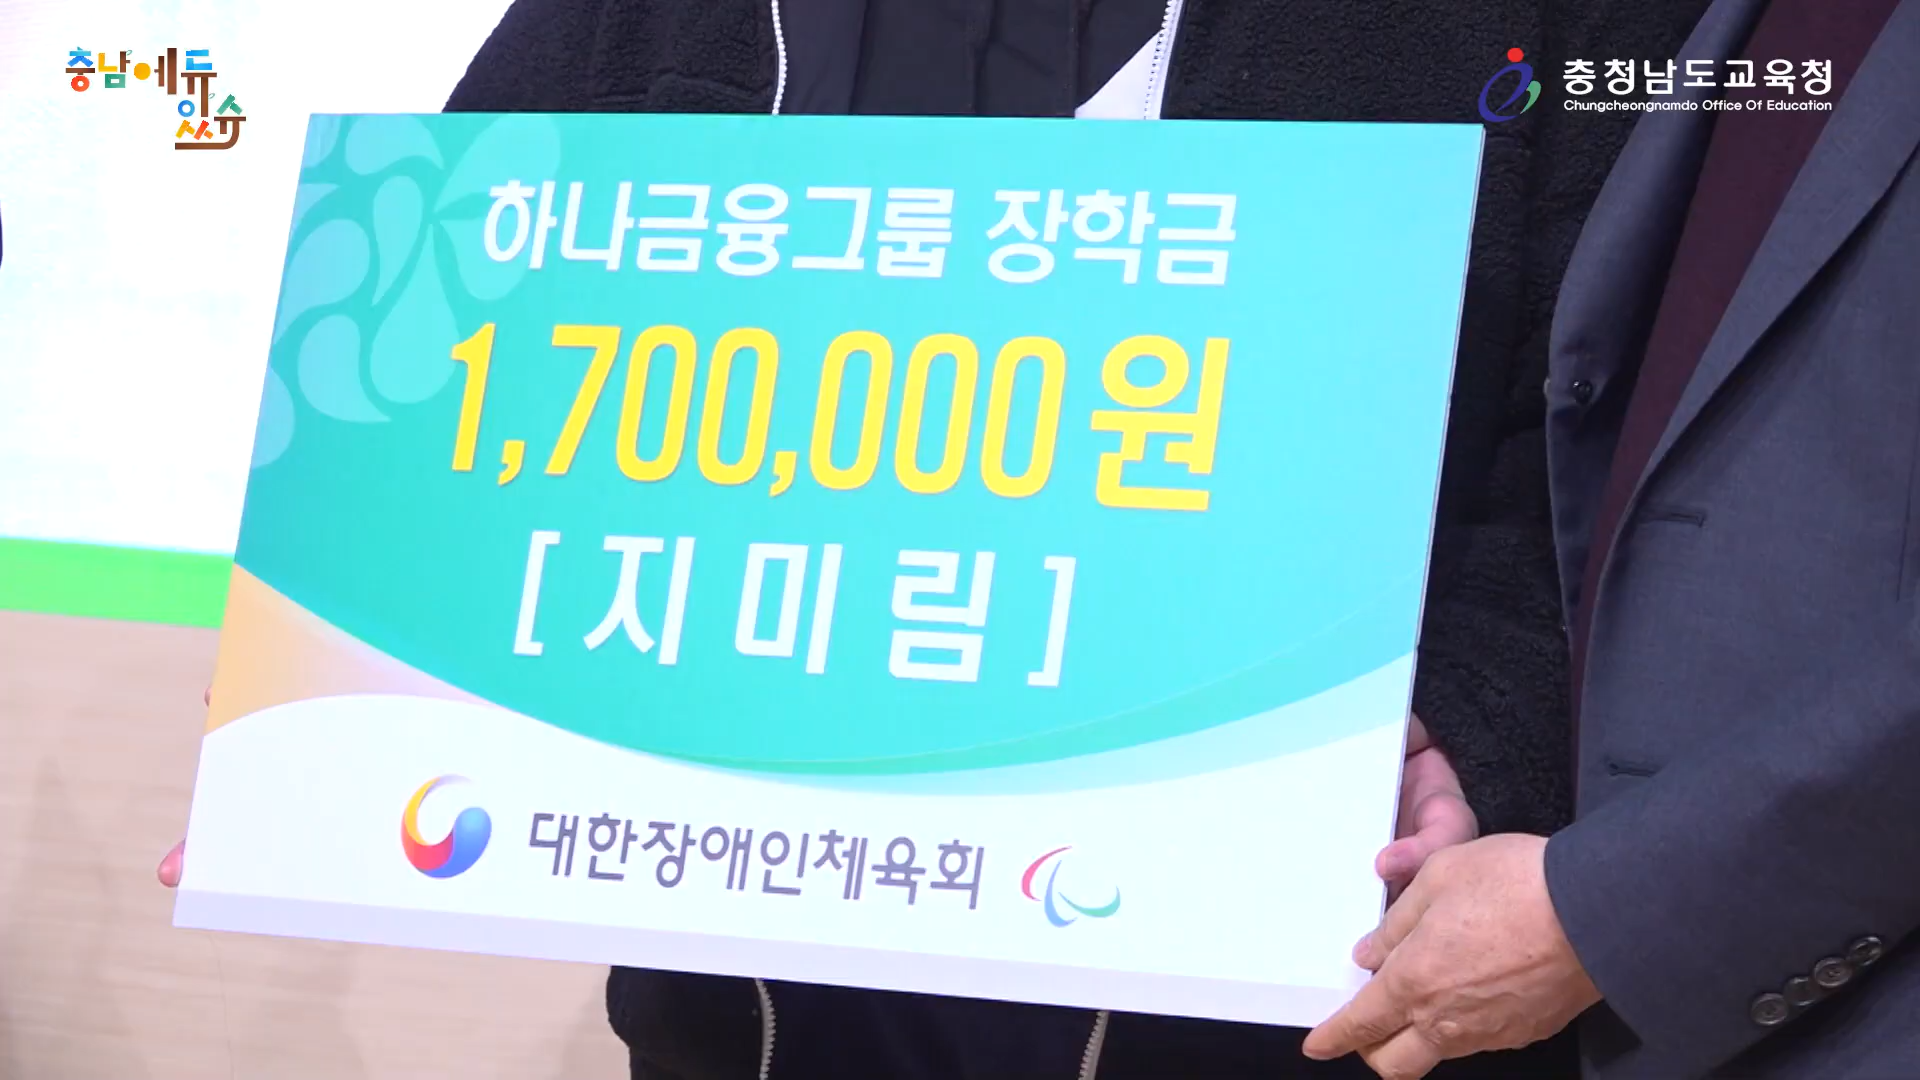 충남에듀
잇슈
충청남도교육청
Chungcheongnamdo Office Of Education
하나금융그룹 장학금
1,700,000원
[ 지 미 림 ]
대한장애인체육회